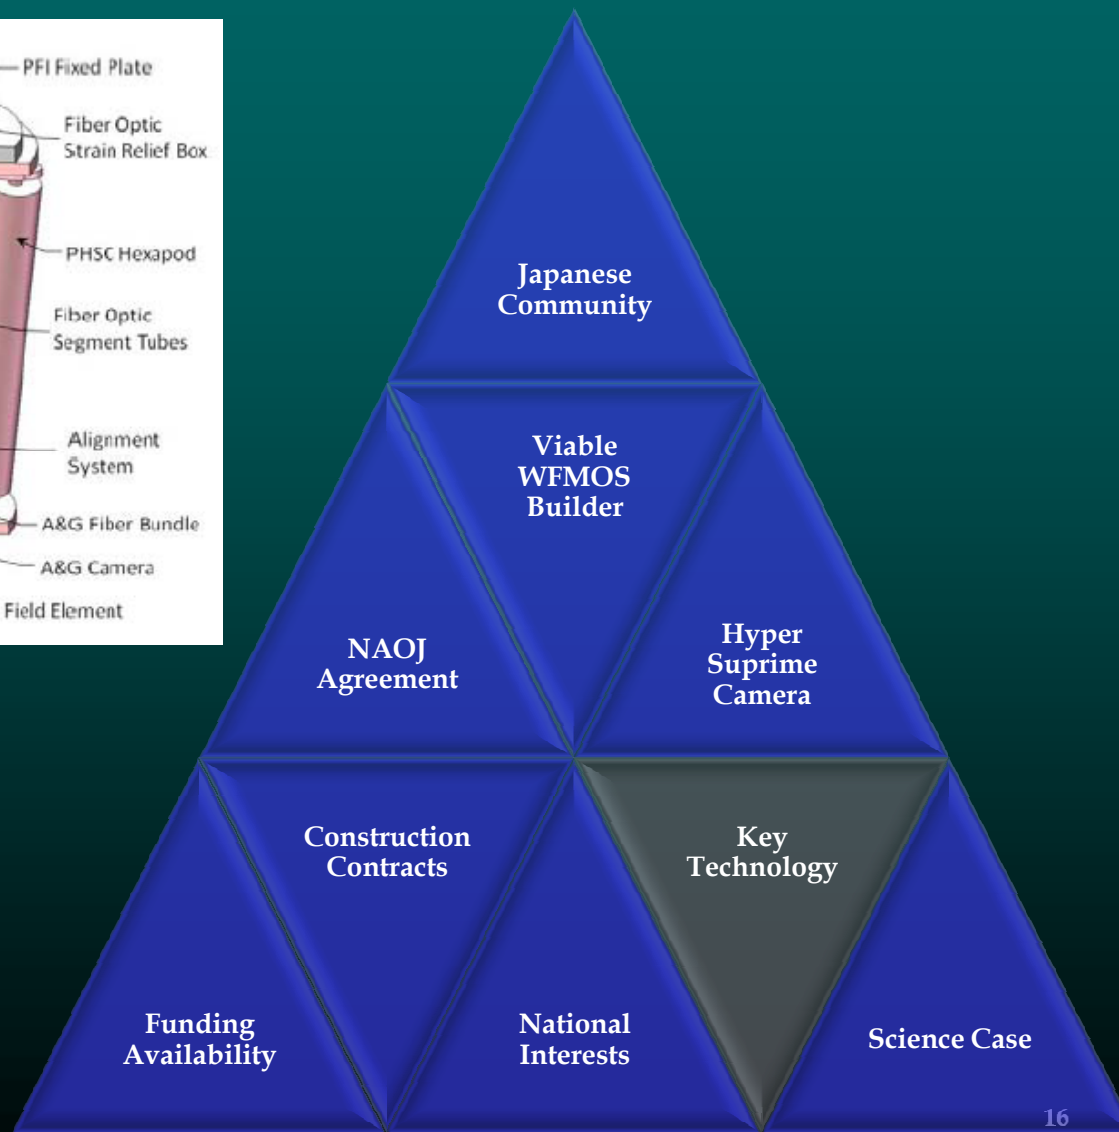 PFI Fixed Plate
Fiber Optic
Strain Relief Box
PHSC Hexapod
Fiber Optic
Segment Tubes
Alignment
System
A&G Fiber Bundle
A&G Camera
Field Element
Japanese
Community
Viable
WFMOS
Builder
NAOJ
Agreement
Hyper
Suprime
Camera
Construction
Contracts
Key
Technology
Funding
Availability
National
Interests
Science Case
16